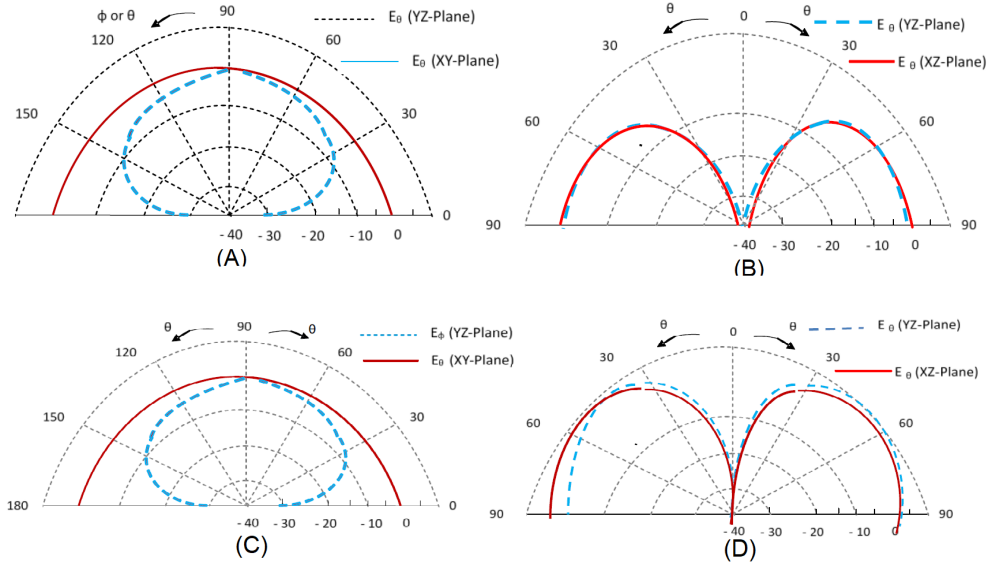 ϕ or θ
90
E θ (YZ-Plane)
E θ (XY-Plane)
120
60
150
30
0
- 40
- 30
- 20
- 10
0
(A)
θ
0
θ
E θ (YZ-Plane)
E θ (XZ-Plane)
30
30
60
60
90
90
- 40
- 30
- 20
- 10
0
(B)
θ
90
θ
E ϕ (YZ-Plane)
E θ (XY-Plane)
120
60
150
30
180
0
- 40
- 30
- 20
- 10
0
(C)
θ
0
θ
E θ (YZ-Plane)
E θ (XZ-Plane)
30
30
60
60
90
90
- 40
- 30
- 20
- 10
0
(D)